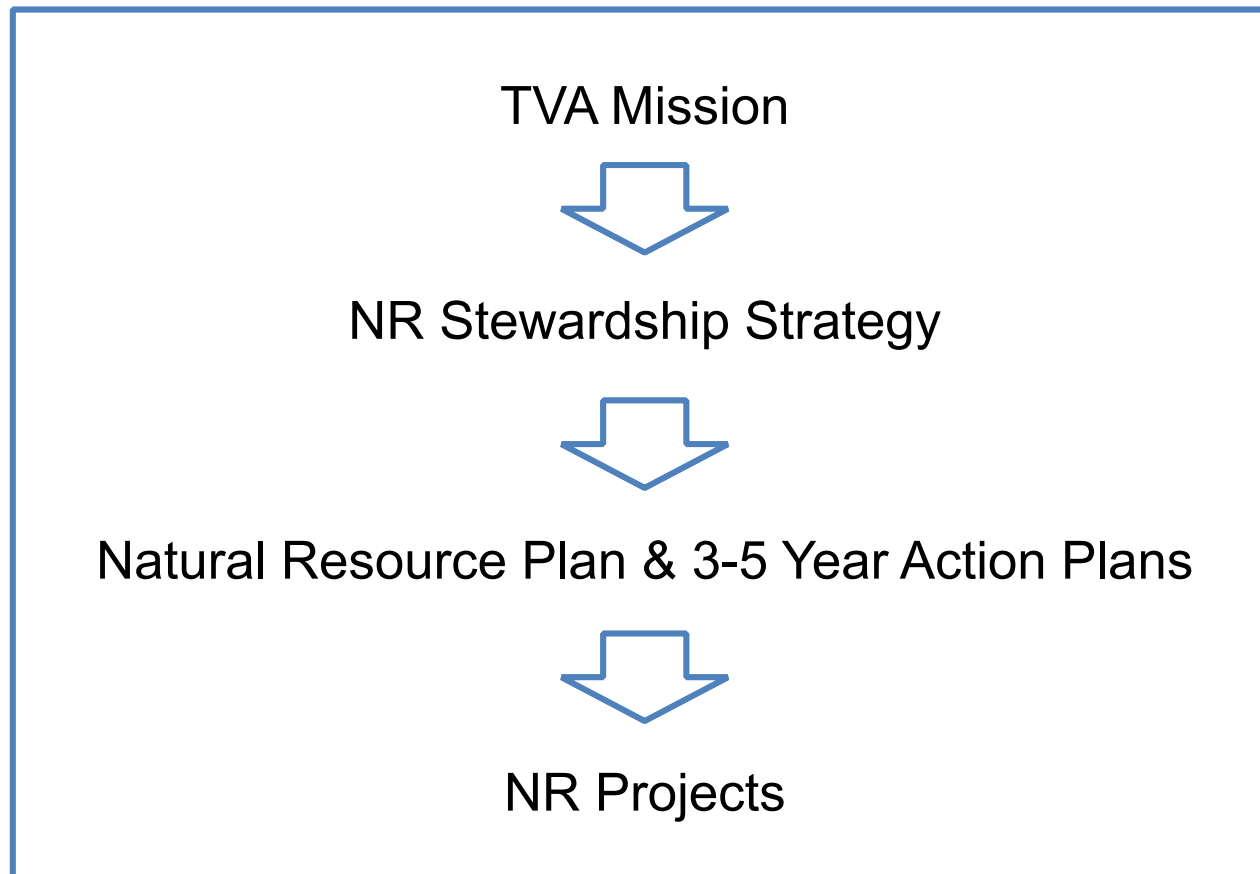 TVA Mission
NR Stewardship Strategy
Natural Resource Plan & 3-5 Year Action Plans
NR Projects